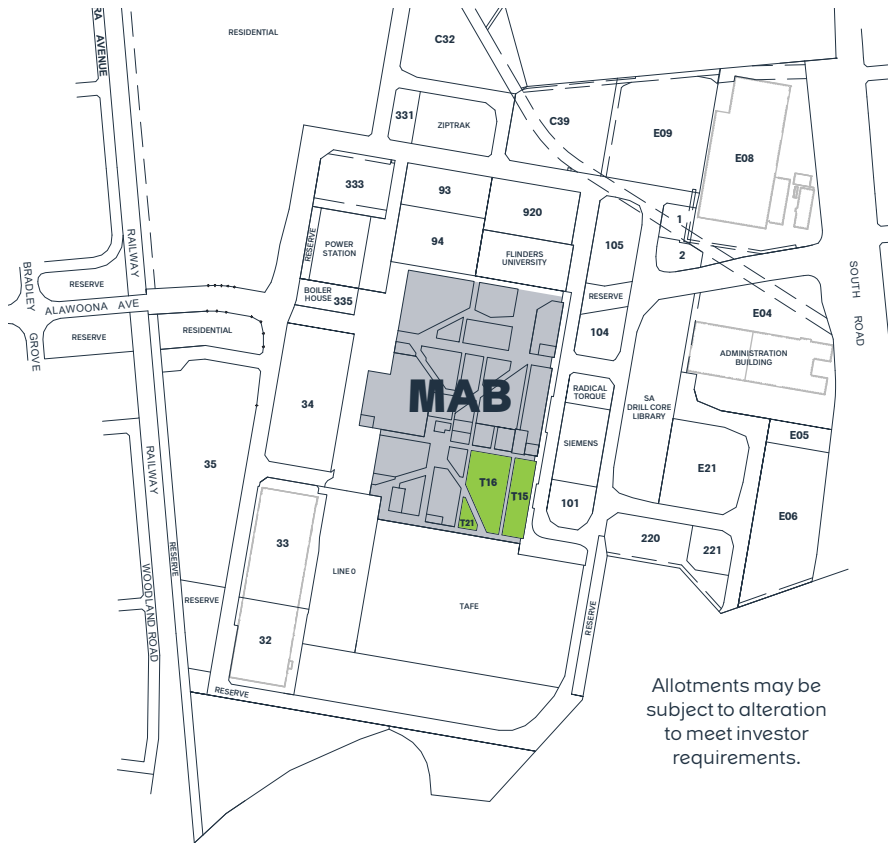 RA AVENUE
RESIDENTIAL
C32
331
ZIPTRAK
C39
E09
E08
333
93
920
94
105
1
2
RESERVE
POWER
STATION
FLINDERS
UNIVERSITY
RAILWAY
BRADLEY
GROVE
RESERVE
ALAWOONA AVE
RESERVE
RESIDENTIAL
BOILER
HOUSE
335
RESERVE
104
SOUTH
ROAD
E04
ADMINISTRATION
BUILDING
MAB
34
RADICAL
TORQUE
SA
DRILL CORE
LIBRARY
SIEMENS
E05
35
RAILWAY
T16
T15
T21
101
E21
E06
33
220
221
RESERVE
LINE 0
WOODLAND ROAD
RESERVE
TAFE
RESERVE
32
RESERVE
Allotments may be
subject to alteration
to meet investor
requirements.